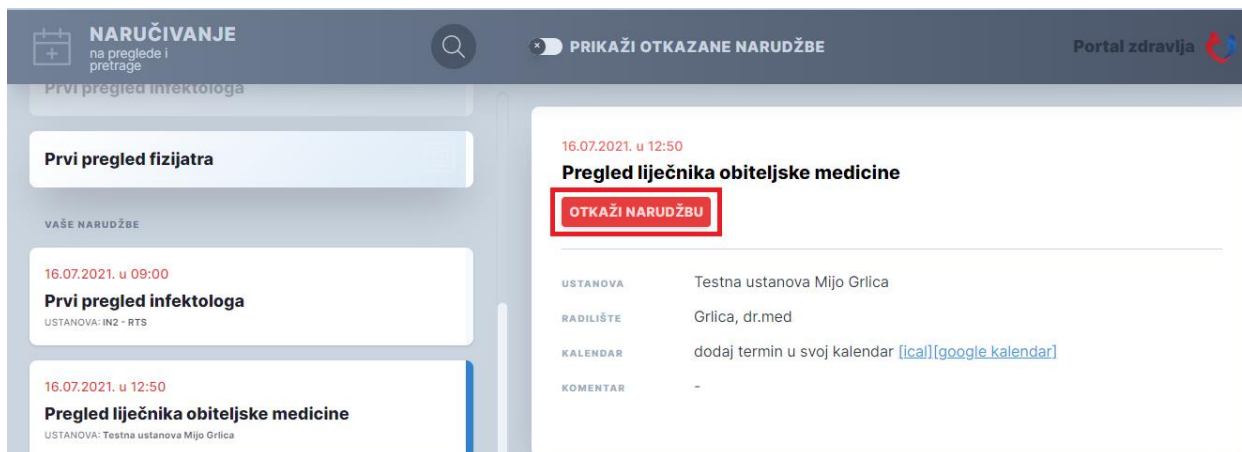 NARUČIVANJE
na preglede i
pretrage
PRIKAŽI OTKAZANE NARUDŽBE
Portal zdravlja
Prvi pregled infektologa
Prvi pregled fizijatra
VAŠE NARUDŽBE
16.07.2021. u 09:00
Prvi pregled infektologa
USTANOVA: IN2 - RTS
16.07.2021. u 12:50
Pregled liječnika obiteljske medicine
USTANOVA: Testna ustanova Mijo Grlica
16.07.2021. u 12:50
Pregled liječnika obiteljske medicine
OTKAŽI NARUDŽBU
USTANOVA Testna ustanova Mijo Grlica
RADILIŠTE Grlica, dr.med
KALENDAR dodaj termin u svoj kalendar [ical][google kalendar]
KOMENTAR -